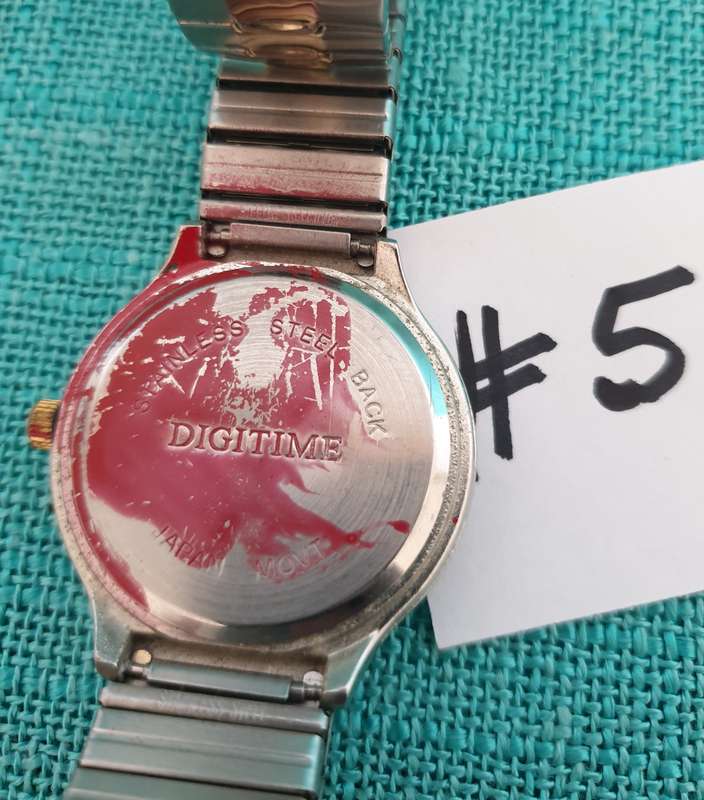 STAINLESS STEEL BACK
DIGITIME
JAPAN MOVT
#5